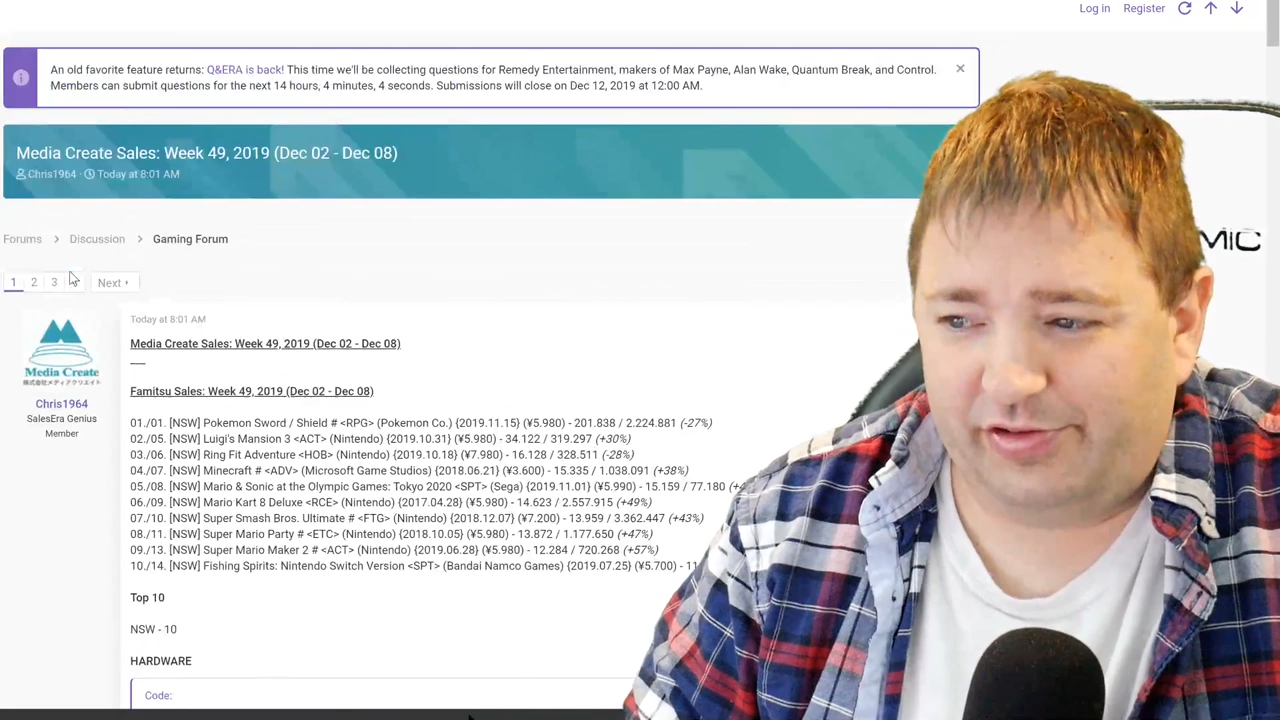 Log in Register
An old favorite feature returns: Q&ERA is back! This time we'll be collecting questions for Remedy Entertainment, makers of Max Payne, Alan Wake, Quantum Break, and Control.
Members can submit questions for the next 14 hours, 4 minutes, 4 seconds. Submissions will close on Dec 12, 2019 at 12:00 AM.
Media Create Sales: Week 49, 2019 (Dec 02 - Dec 08)
Chris1964 · Today at 8:01 AM
Forums Discussion Gaming Forum
1 2 3 Next
Today at 8:01 AM
Media Create Sales: Week 49, 2019 (Dec 02 - Dec 08)
Media Create
株式会社メディアクリエイト
Chris1964
SalesEra Genius
Member
Famitsu Sales: Week 49, 2019 (Dec 02 - Dec 08)
01./01. [NSW] Pokemon Sword / Shield # <RPG> (Pokemon Co.) {2019.11.15} (¥5.980) - 201.838 / 2.224.881 (-27%)
02./05. [NSW] Luigi's Mansion 3 <ACT> (Nintendo) {2019.10.31} (¥5.980) - 34.122 / 319.297 (+30%)
03./06. [NSW] Ring Fit Adventure <HOB> (Nintendo) {2019.10.18} (¥7.980) - 16.128 / 328.511 (-28%)
04./07. [NSW] Minecraft # <ADV> (Microsoft Game Studios) {2018.06.21} (¥3.600) - 15.335 / 1.038.091 (+38%)
05./08. [NSW] Mario & Sonic at the Olympic Games: Tokyo 2020 <SPT> (Sega) {2019.11.01} (¥5.990) - 15.159 / 77.180
06./09. [NSW] Mario Kart 8 Deluxe <RCE> (Nintendo) {2017.04.28} (¥5.980) - 14.623 / 2.557.915 (+49%)
07./10. [NSW] Super Smash Bros. Ultimate # <FTG> (Nintendo) {2018.12.07} (¥7.200) - 13.959 / 3.362.447 (+43%)
08./11. [NSW] Super Mario Party # <ETC> (Nintendo) {2018.10.05} (¥5.980) - 13.872 / 1.177.650 (+47%)
09./13. [NSW] Super Mario Maker 2 # <ACT> (Nintendo) {2019.06.28} (¥5.980) - 12.284 / 720.268 (+57%)
10./14. [NSW] Fishing Spirits: Nintendo Switch Version <SPT> (Bandai Namco Games) {2019.07.25} (¥5.700) - 11
Top 10
NSW - 10
HARDWARE
Code: